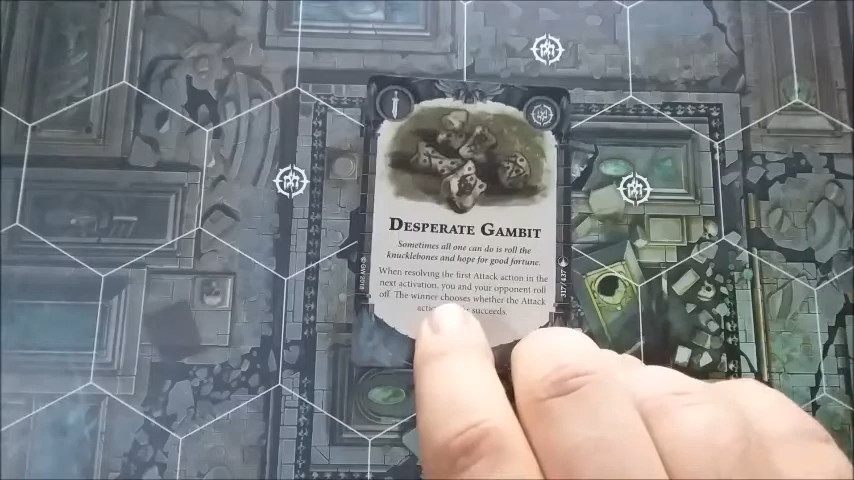 DESPERATE GAMBIT
Sometimes all one can do is roll the
knucklebones and hope for good fortune.
When resolving the first Attack action in the
next activation, you and your opponent roll
off. The winner chooses whether the Attack
succeeds.
© GW 2018
317/437